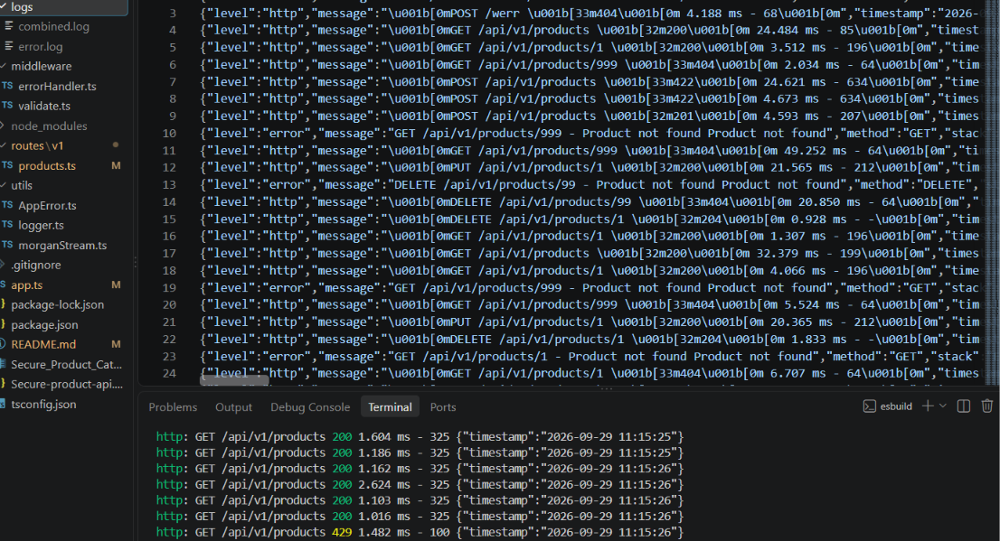 logs
combined.log
error.log
middleware
TS errorHandler.ts
TS validate.ts
node_modules
routes\v1
TS products.ts M
utils
TS AppError.ts
TS logger.ts
TS morganStream.ts
.gitignore
app.ts M
package-lock.json
package.json
README.md M
Secure_Product_Cat...
Secure-product-api....
tsconfig.json
3 {"level":"http","message":"\u001b[0mPOST /werr \u001b[33m404\u001b[0m 4.188 ms - 68\u001b[0m","timestamp":"2026-
4 {"level":"http","message":"\u001b[0mGET /api/v1/products \u001b[32m200\u001b[0m 24.484 ms - 85\u001b[0m","timest
5 {"level":"http","message":"\u001b[0mGET /api/v1/products/1 \u001b[32m200\u001b[0m 3.512 ms - 196\u001b[0m","time
6 {"level":"http","message":"\u001b[0mGET /api/v1/products/999 \u001b[33m404\u001b[0m 2.034 ms - 64\u001b[0m","tim
7 {"level":"http","message":"\u001b[0mPOST /api/v1/products \u001b[33m422\u001b[0m 24.621 ms - 634\u001b[0m","time
8 {"level":"http","message":"\u001b[0mPOST /api/v1/products \u001b[33m422\u001b[0m 4.673 ms - 634\u001b[0m","times
9 {"level":"http","message":"\u001b[0mPOST /api/v1/products \u001b[32m201\u001b[0m 4.593 ms - 207\u001b[0m","times
10 {"level":"error","message":"GET /api/v1/products/999 - Product not found Product not found","method":"GET","stac
11 {"level":"http","message":"\u001b[0mGET /api/v1/products/999 \u001b[33m404\u001b[0m 49.252 ms - 64\u001b[0m","ti
12 {"level":"http","message":"\u001b[0mPUT /api/v1/products/1 \u001b[32m200\u001b[0m 21.565 ms - 212\u001b[0m","tim
13 {"level":"error","message":"DELETE /api/v1/products/99 - Product not found Product not found","method":"DELETE",
14 {"level":"http","message":"\u001b[0mDELETE /api/v1/products/99 \u001b[33m404\u001b[0m 20.850 ms - 64\u001b[0m","
15 {"level":"http","message":"\u001b[0mDELETE /api/v1/products/1 \u001b[32m204\u001b[0m 0.928 ms - -\u001b[0m","tim
16 {"level":"http","message":"\u001b[0mGET /api/v1/products/1 \u001b[32m200\u001b[0m 1.307 ms - 196\u001b[0m","time
17 {"level":"http","message":"\u001b[0mGET /api/v1/products \u001b[32m200\u001b[0m 32.379 ms - 199\u001b[0m","times
18 {"level":"http","message":"\u001b[0mGET /api/v1/products/1 \u001b[32m200\u001b[0m 4.066 ms - 196\u001b[0m","time
19 {"level":"error","message":"GET /api/v1/products/999 - Product not found Product not found","method":"GET","stac
20 {"level":"http","message":"\u001b[0mGET /api/v1/products/999 \u001b[33m404\u001b[0m 5.524 ms - 64\u001b[0m","tim
21 {"level":"http","message":"\u001b[0mPUT /api/v1/products/1 \u001b[32m200\u001b[0m 20.365 ms - 212\u001b[0m","tim
22 {"level":"http","message":"\u001b[0mDELETE /api/v1/products/1 \u001b[32m204\u001b[0m 1.833 ms - -\u001b[0m","tim
23 {"level":"error","message":"GET /api/v1/products/1 - Product not found Product not found","method":"GET","stack"
24 {"level":"http","message":"\u001b[0mGET /api/v1/products/1 \u001b[33m404\u001b[0m 6.707 ms - 64\u001b[0m","times
Problems Output Debug Console Terminal Ports esbuild
http: GET /api/v1/products 200 1.604 ms - 325 {"timestamp":"2026-09-29 11:15:25"}
http: GET /api/v1/products 200 1.186 ms - 325 {"timestamp":"2026-09-29 11:15:25"}
http: GET /api/v1/products 200 1.162 ms - 325 {"timestamp":"2026-09-29 11:15:26"}
http: GET /api/v1/products 200 2.624 ms - 325 {"timestamp":"2026-09-29 11:15:26"}
http: GET /api/v1/products 200 1.103 ms - 325 {"timestamp":"2026-09-29 11:15:26"}
http: GET /api/v1/products 200 1.016 ms - 325 {"timestamp":"2026-09-29 11:15:26"}
http: GET /api/v1/products 429 1.482 ms - 100 {"timestamp":"2026-09-29 11:15:26"}